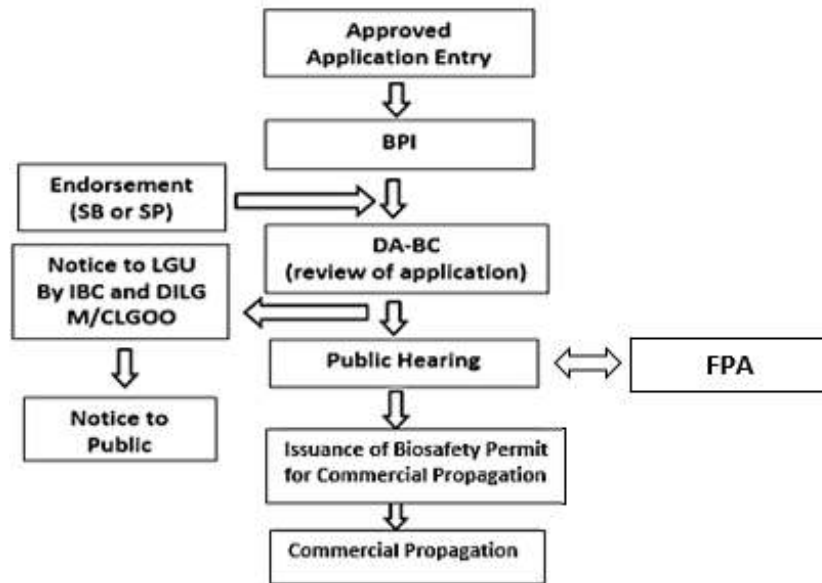 Approved
Application Entry
BPI
Endorsement
(SB or SP)
DA-BC
(review of application)
Notice to LGU
By IBC and DILG
M/CLGOO
Public Hearing
FPA
Notice to
Public
Issuance of Biosafety Permit
for Commercial Propagation
Commercial Propagation